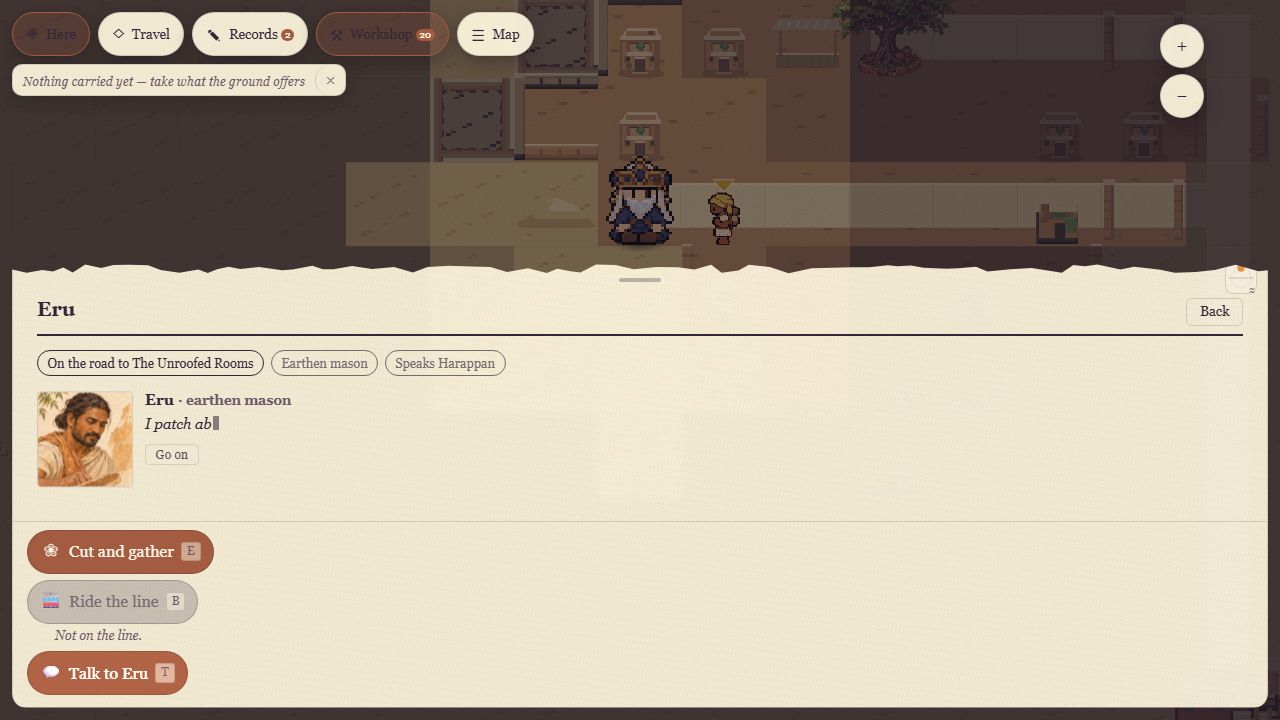 Here
Travel
Records 2
Workshop 20
Map
Nothing carried yet — take what the ground offers ×
+
−
Eru
Back
On the road to The Unroofed Rooms
Earthen mason
Speaks Harappan
Eru · earthen mason
I patch ab
Go on
Cut and gather E
Ride the line B
Not on the line.
Talk to Eru T